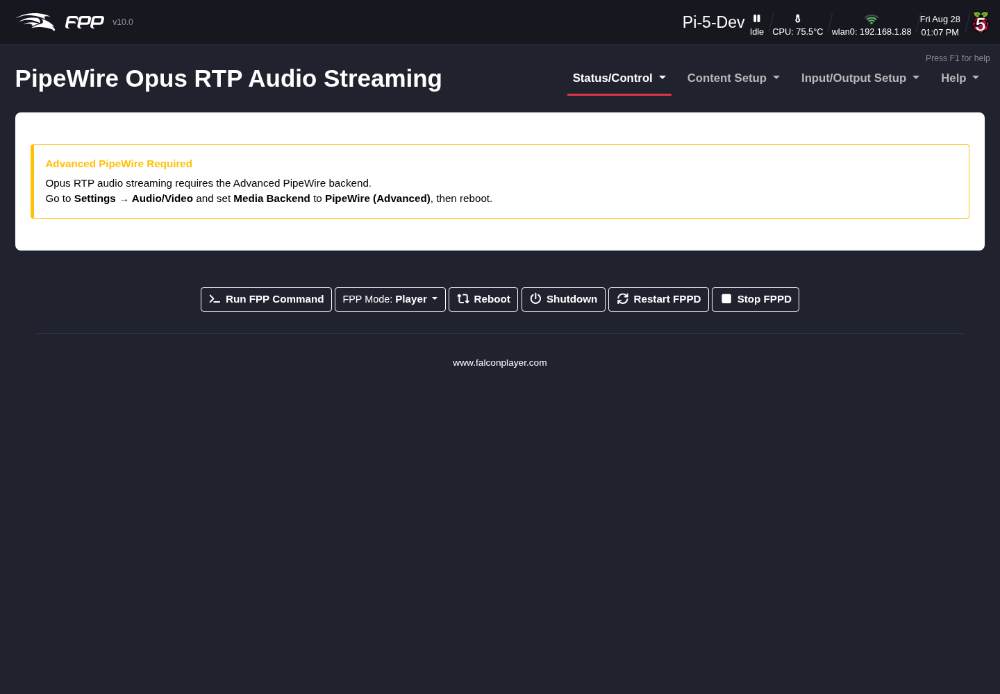 FPP v10.0
Pi-5-Dev
Idle
CPU: 75.5°C
wlan0: 192.168.1.88
Fri Aug 28
01:07 PM
5
Press F1 for help
PipeWire Opus RTP Audio Streaming
Status/Control Content Setup Input/Output Setup Help
Advanced PipeWire Required
Opus RTP audio streaming requires the Advanced PipeWire backend.
Go to Settings → Audio/Video and set Media Backend to PipeWire (Advanced), then reboot.
Run FPP Command FPP Mode: Player Reboot Shutdown Restart FPPD Stop FPPD
www.falconplayer.com